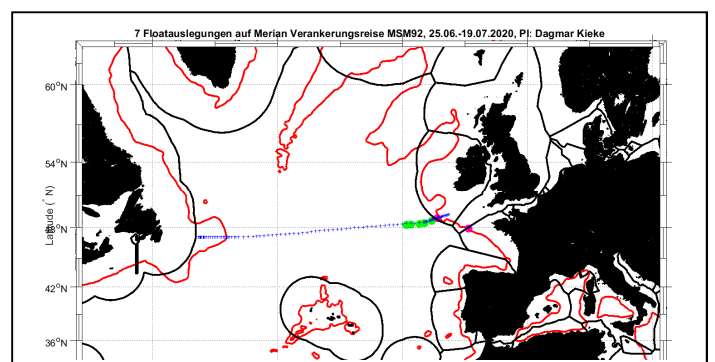 7 Floatauslegungen auf Merian Verankerungsreise MSM92, 25.06.-19.07.2020, PI: Dagmar Kieke
60°N
54°N
48°N
42°N
36°N
Latitude (° N)